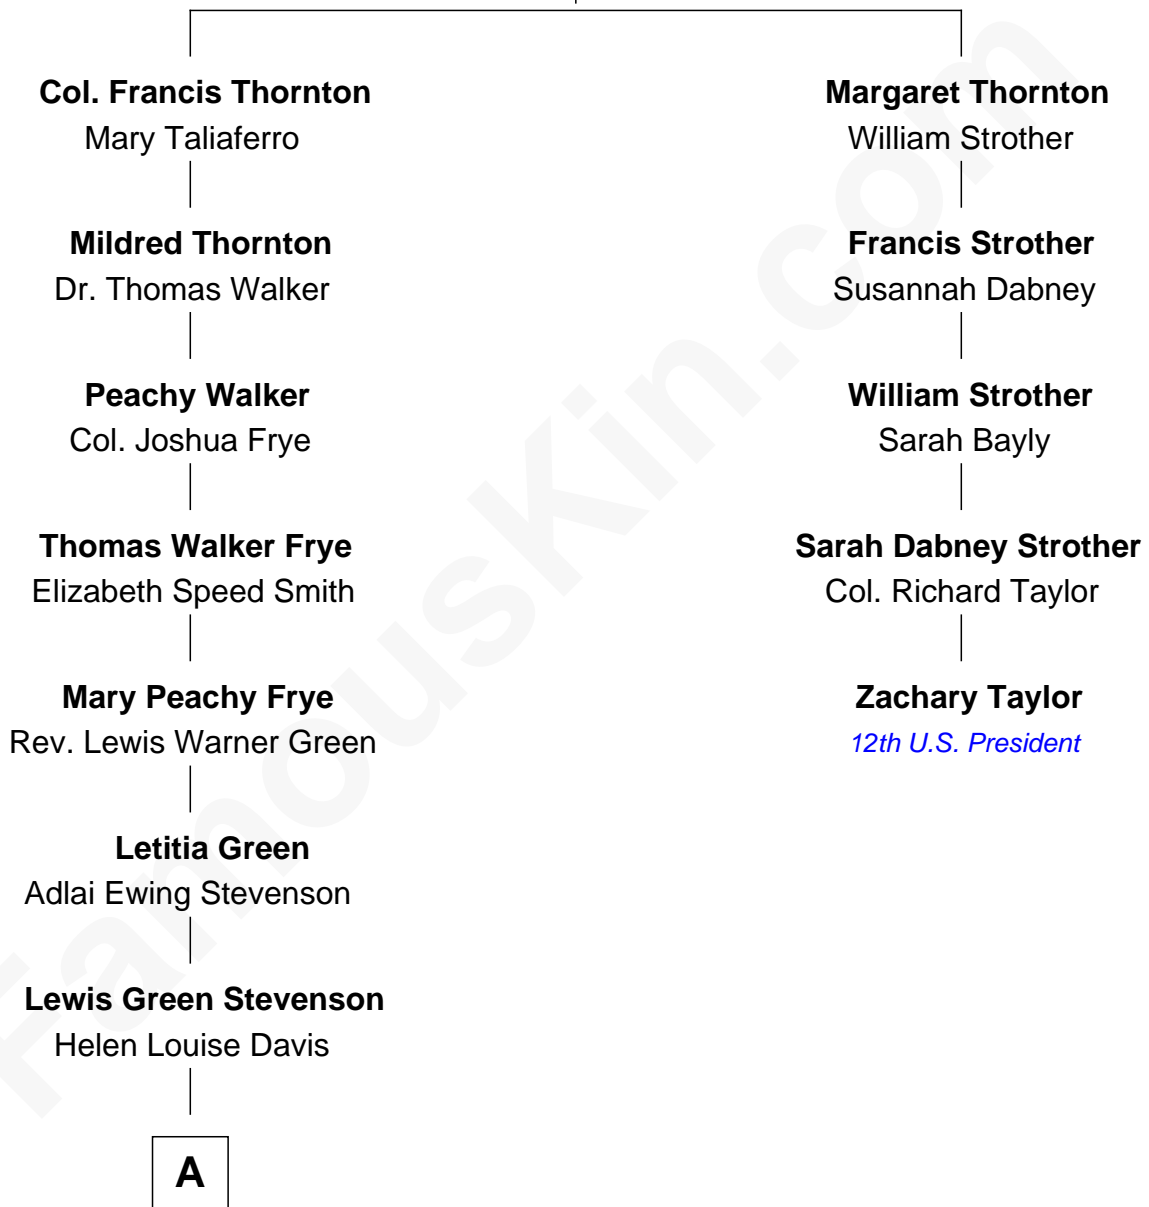 Col. Francis Thornton
Mary Taliaferro
Mildred Thornton
Dr. Thomas Walker
Peachy Walker
Col. Joshua Frye
Thomas Walker Frye
Elizabeth Speed Smith
Mary Peachy Frye
Rev. Lewis Warner Green
Letitia Green
Adlai Ewing Stevenson
Lewis Green Stevenson
Helen Louise Davis
A
Margaret Thornton
William Strother
Francis Strother
Susannah Dabney
William Strother
Sarah Bayly
Sarah Dabney Strother
Col. Richard Taylor
Zachary Taylor
12th U.S. President
FamousKin.com